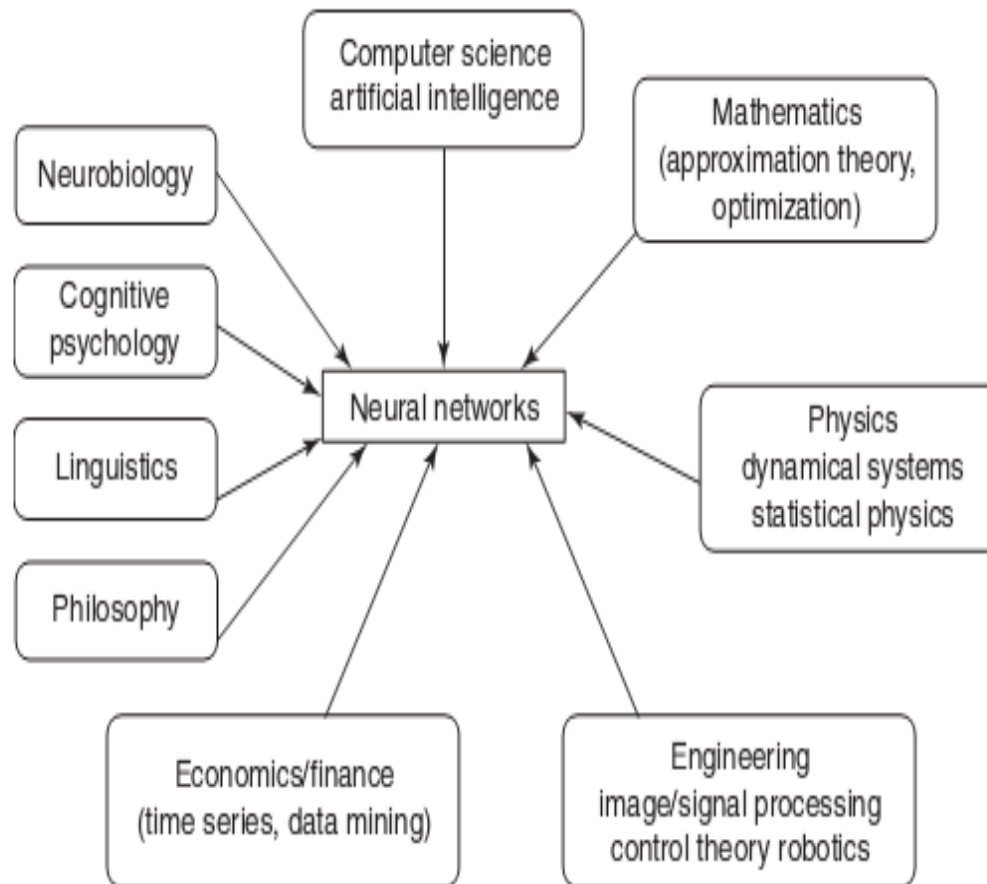 Computer science
artificial intelligence
Mathematics
(approximation theory,
optimization)
Neurobiology
Cognitive
psychology
Neural networks
Linguistics
Physics
dynamical systems
statistical physics
Philosophy
Economics/finance
(time series, data mining)
Engineering
image/signal processing
control theory robotics